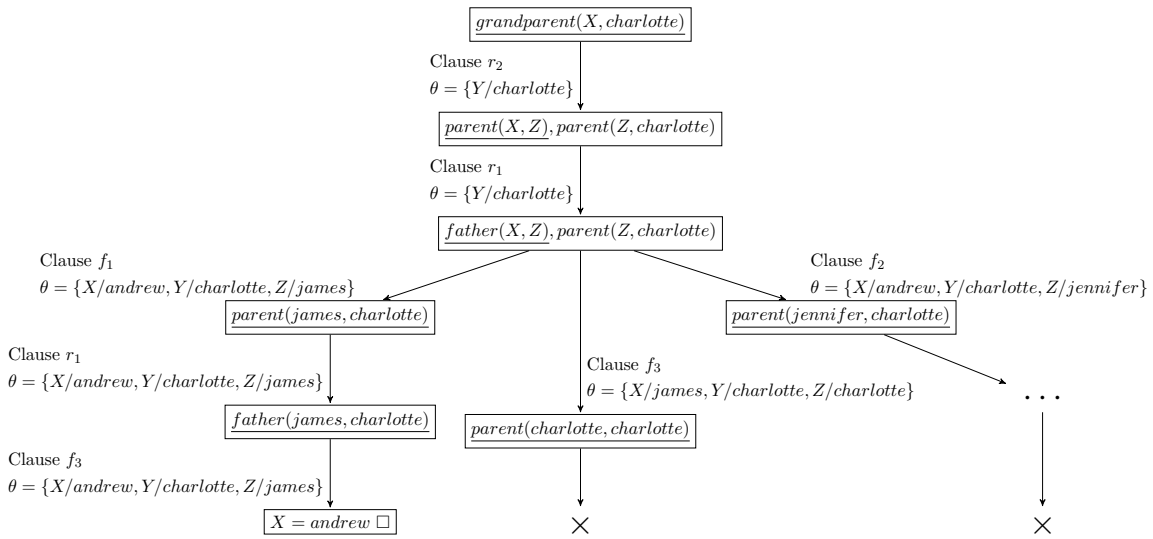 grandparent(X, charlotte)
Clause r₂
θ = {Y/charlotte}
parent(X, Z), parent(Z, charlotte)
Clause r₁
θ = {Y/charlotte}
father(X, Z), parent(Z, charlotte)
Clause f₁
θ = {X/andrew, Y/charlotte, Z/james}
Clause f₂
θ = {X/andrew, Y/charlotte, Z/jennifer}
parent(james, charlotte)
parent(jennifer, charlotte)
Clause r₁
θ = {X/andrew, Y/charlotte, Z/james}
Clause f₃
θ = {X/james, Y/charlotte, Z/charlotte}
...
father(james, charlotte)
parent(charlotte, charlotte)
Clause f₃
θ = {X/andrew, Y/charlotte, Z/james}
X = andrew □
× ×